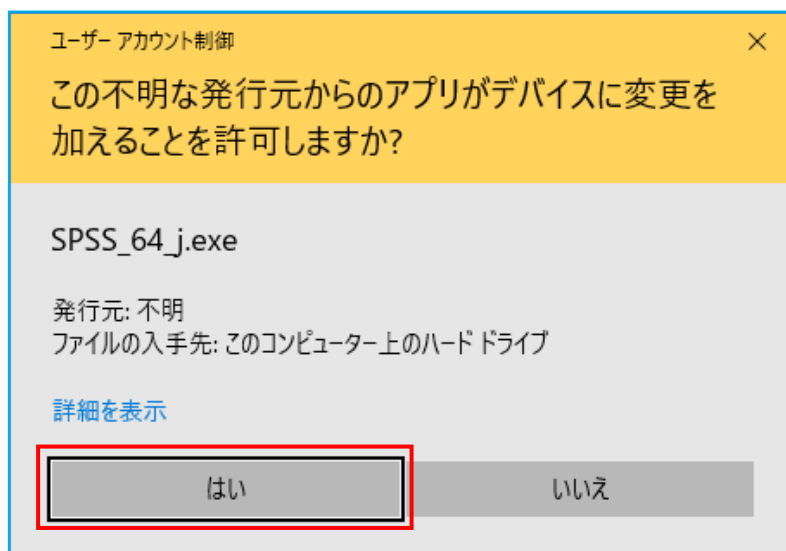 ユーザー アカウント制御
この不明な発行元からのアプリがデバイスに変更を
加えることを許可しますか?
SPSS_64_j.exe
発行元: 不明
ファイルの入手先: このコンピューター上のハード ドライブ
詳細を表示
はい
いいえ